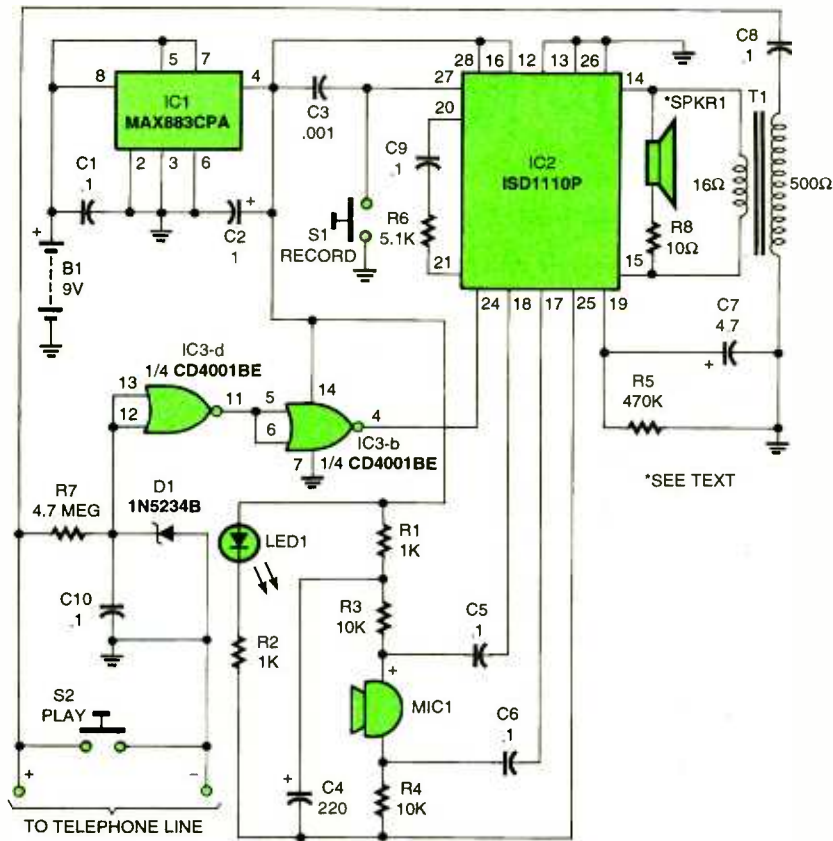 5 7
8
4
IC1
MAX883CPA
2 3 6
C1
.1
C2
1
+
+
B1
9V
C3
.001
S1
RECORD
28 16 12 13 26
27
20
14
C9
.1
R6
5.1K
21
IC2
ISD1110P
15
24 18 17 25 19
*SPKR1
R8
10Ω
16Ω
T1
500Ω
C8
.1
C7
4.7
+
R5
470K
*SEE TEXT
IC3-d
1/4 CD4001BE
13
12
11
5
6
14
4
7
IC3-b
1/4 CD4001BE
R7
4.7 MEG
D1
1N5234B
C10
.1
S2
PLAY
+
–
TO TELEPHONE LINE
LED1
R2
1K
R1
1K
R3
10K
C5
.1
+
MIC1
C6
.1
+
C4
220
R4
10K